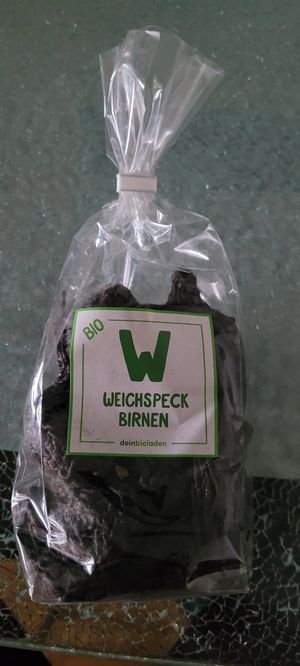 BIO
W
WEICHSPECK
BIRNEN
deinbioladen